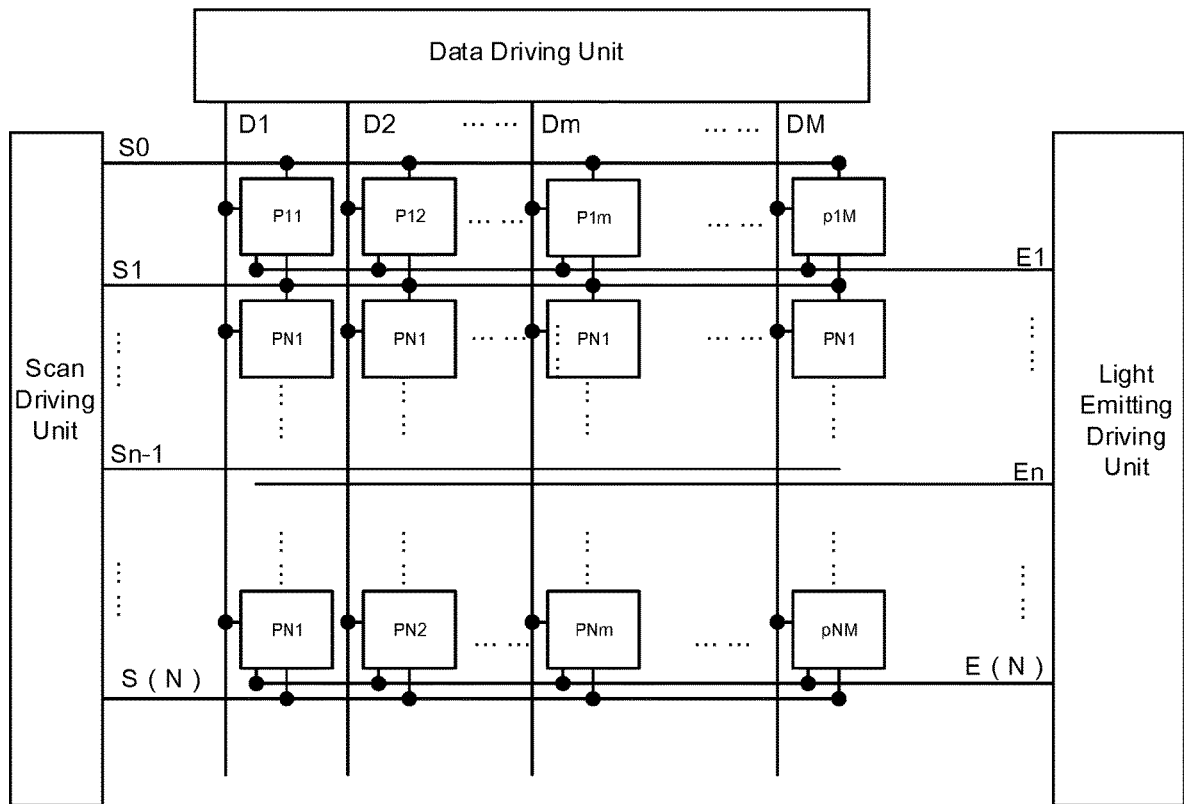 Data Driving Unit
D1 D2 ... ... Dm ... ... DM
S0
P11 P12 ... ... P1m ... ... p1M
S1 E1
PN1 PN1 ... ... PN1 ... ... PN1
Scan
Driving
Unit
Light
Emitting
Driving
Unit
Sn-1
En
PN1 PN2 ... ... PNm ... ... pNM
S ( N ) E ( N )